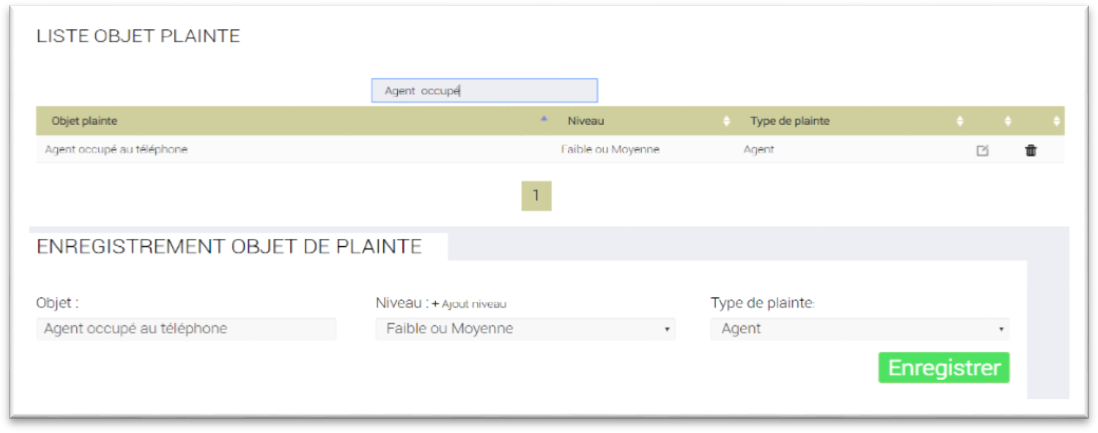 LISTE OBJET PLAINTE
Agent occupé
Objet plainte Niveau Type de plainte
Agent occupé au téléphone Faible ou Moyenne Agent
1
ENREGISTREMENT OBJET DE PLAINTE
Objet : Niveau : + Ajout niveau Type de plainte:
Agent occupé au téléphone Faible ou Moyenne Agent
Enregistrer